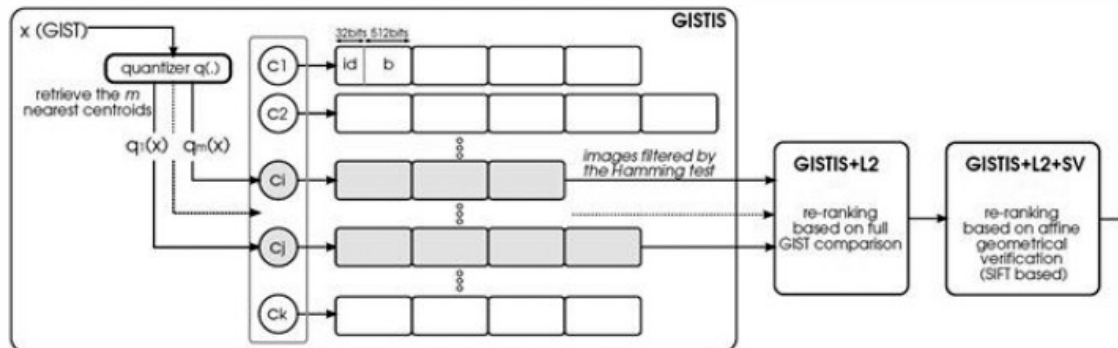 GISTIS
x (GIST)
quantizer q(.)
retrieve the m
nearest centroids
q1(x)
qm(x)
32bits
512bits
c1
id
b
c2
ci
images filtered by
the Hamming test
cj
ck
GISTIS+L2
re-ranking
based on full
GIST comparison
GISTIS+L2+SV
re-ranking
based on affine
geometrical
verification
(SIFT based)